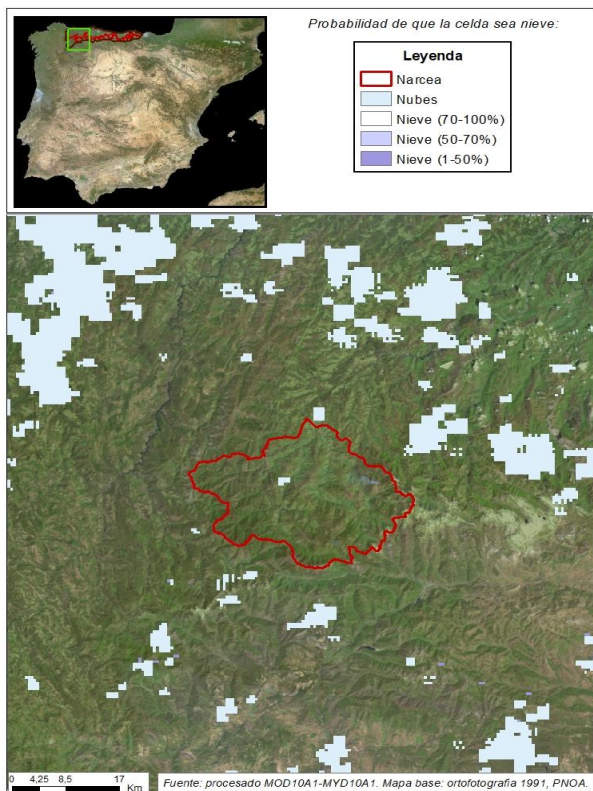 Probabilidad de que la celda sea nieve:
Leyenda
Narcea
Nubes
Nieve (70-100%)
Nieve (50-70%)
Nieve (1-50%)
0 4,25 8,5 17
Km
Fuente: procesado MOD10A1-MYD10A1. Mapa base: ortofotografia 1991, PNOA.